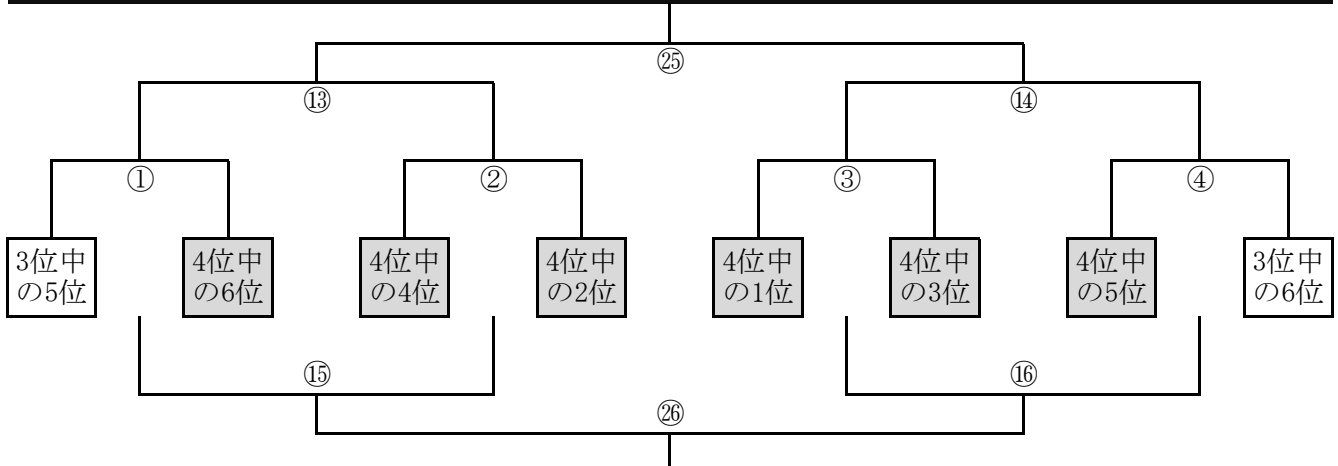 ㉕
⑬
⑭
①
②
③
④
3位中
の5位
4位中
の6位
4位中
の4位
4位中
の2位
4位中
の1位
4位中
の3位
4位中
の5位
3位中
の6位
⑮
⑯
㉖